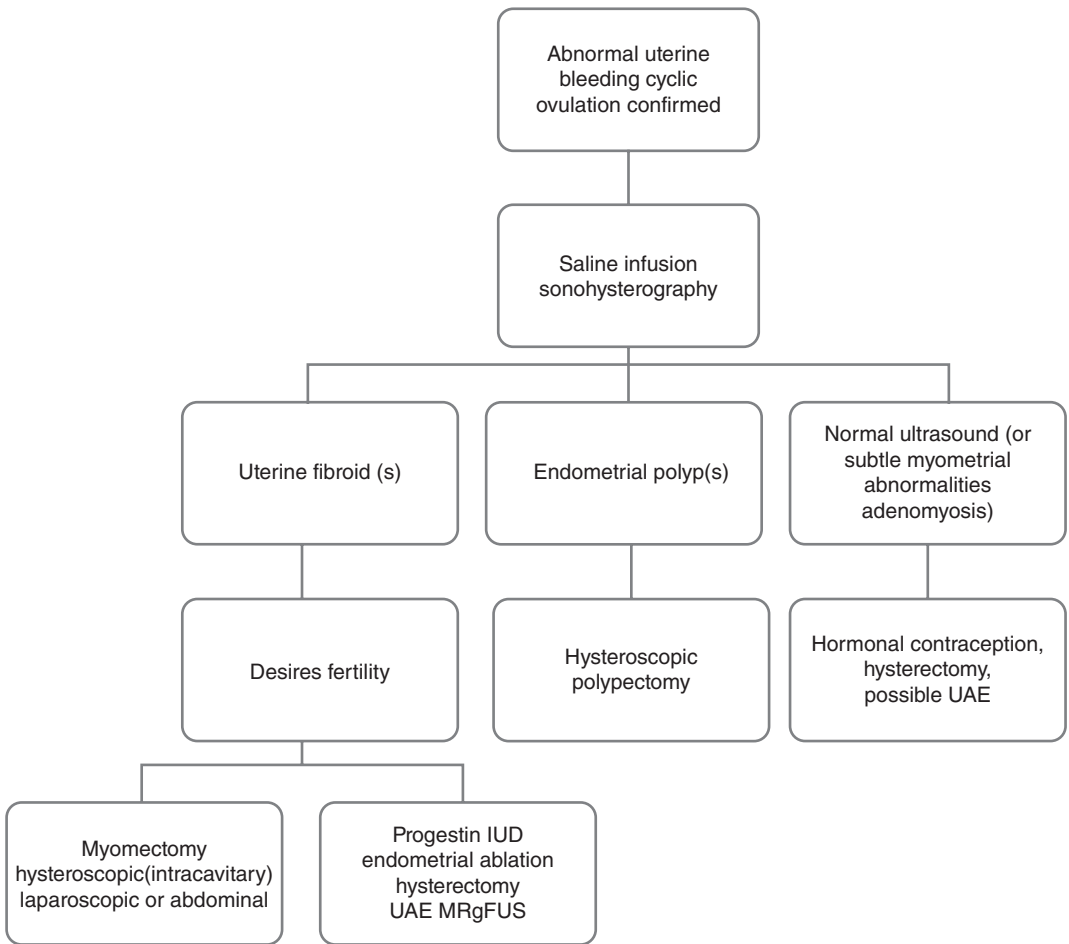 Abnormal uterine
bleeding cyclic
ovulation confirmed
Saline infusion
sonohysterography
Uterine fibroid (s)
Endometrial polyp(s)
Normal ultrasound (or
subtle myometrial
abnormalities
adenomyosis)
Desires fertility
Hysteroscopic
polypectomy
Hormonal contraception,
hysterectomy,
possible UAE
Myomectomy
hysteroscopic(intracavitary)
laparoscopic or abdominal
Progestin IUD
endometrial ablation
hysterectomy
UAE MRgFUS